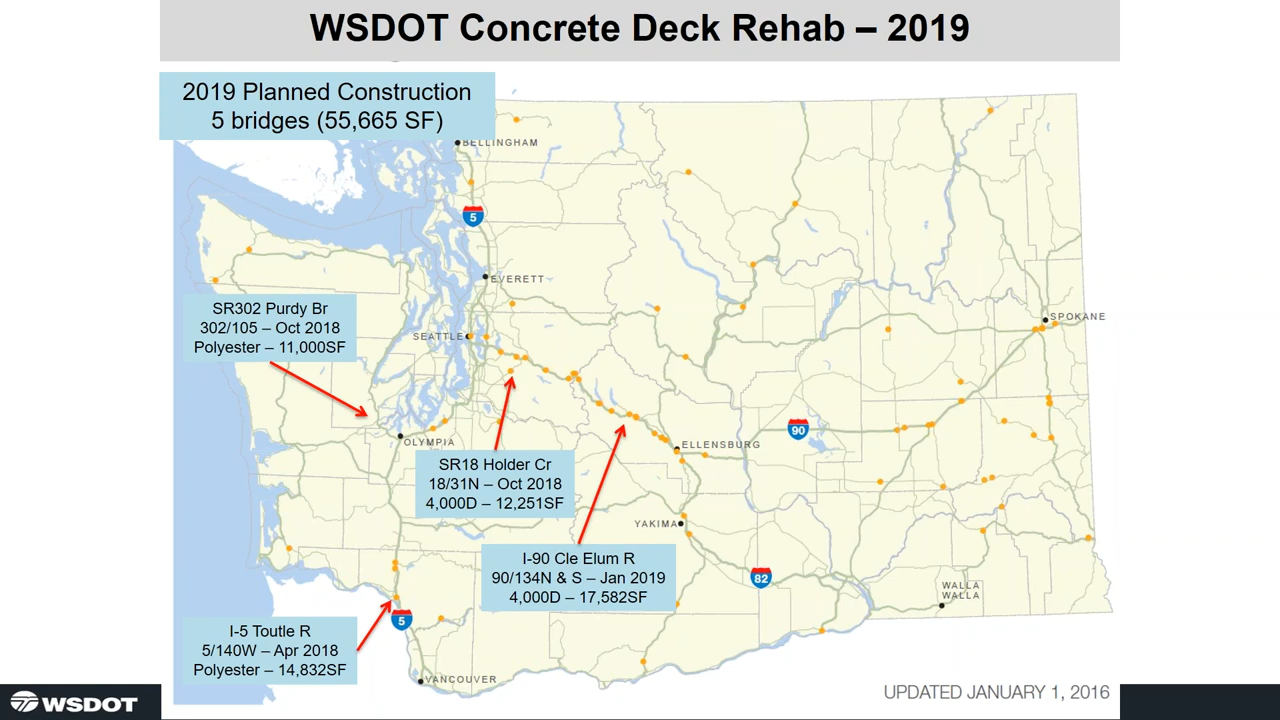 WSDOT Concrete Deck Rehab – 2019
2019 Planned Construction
5 bridges (55,665 SF)
BELLINGHAM
5
EVERETT
SPOKANE
SR302 Purdy Br
302/105 – Oct 2018
Polyester – 11,000SF
SEATTLE
90
OLYMPIA
ELLENSBURG
SR18 Holder Cr
18/31N – Oct 2018
4,000D – 12,251SF
YAKIMA
I-90 Cle Elum R
90/134N & S – Jan 2019
4,000D – 17,582SF
82
WALLA
WALLA
5
I-5 Toutle R
5/140W – Apr 2018
Polyester – 14,832SF
VANCOUVER
UPDATED JANUARY 1, 2016
WSDOT